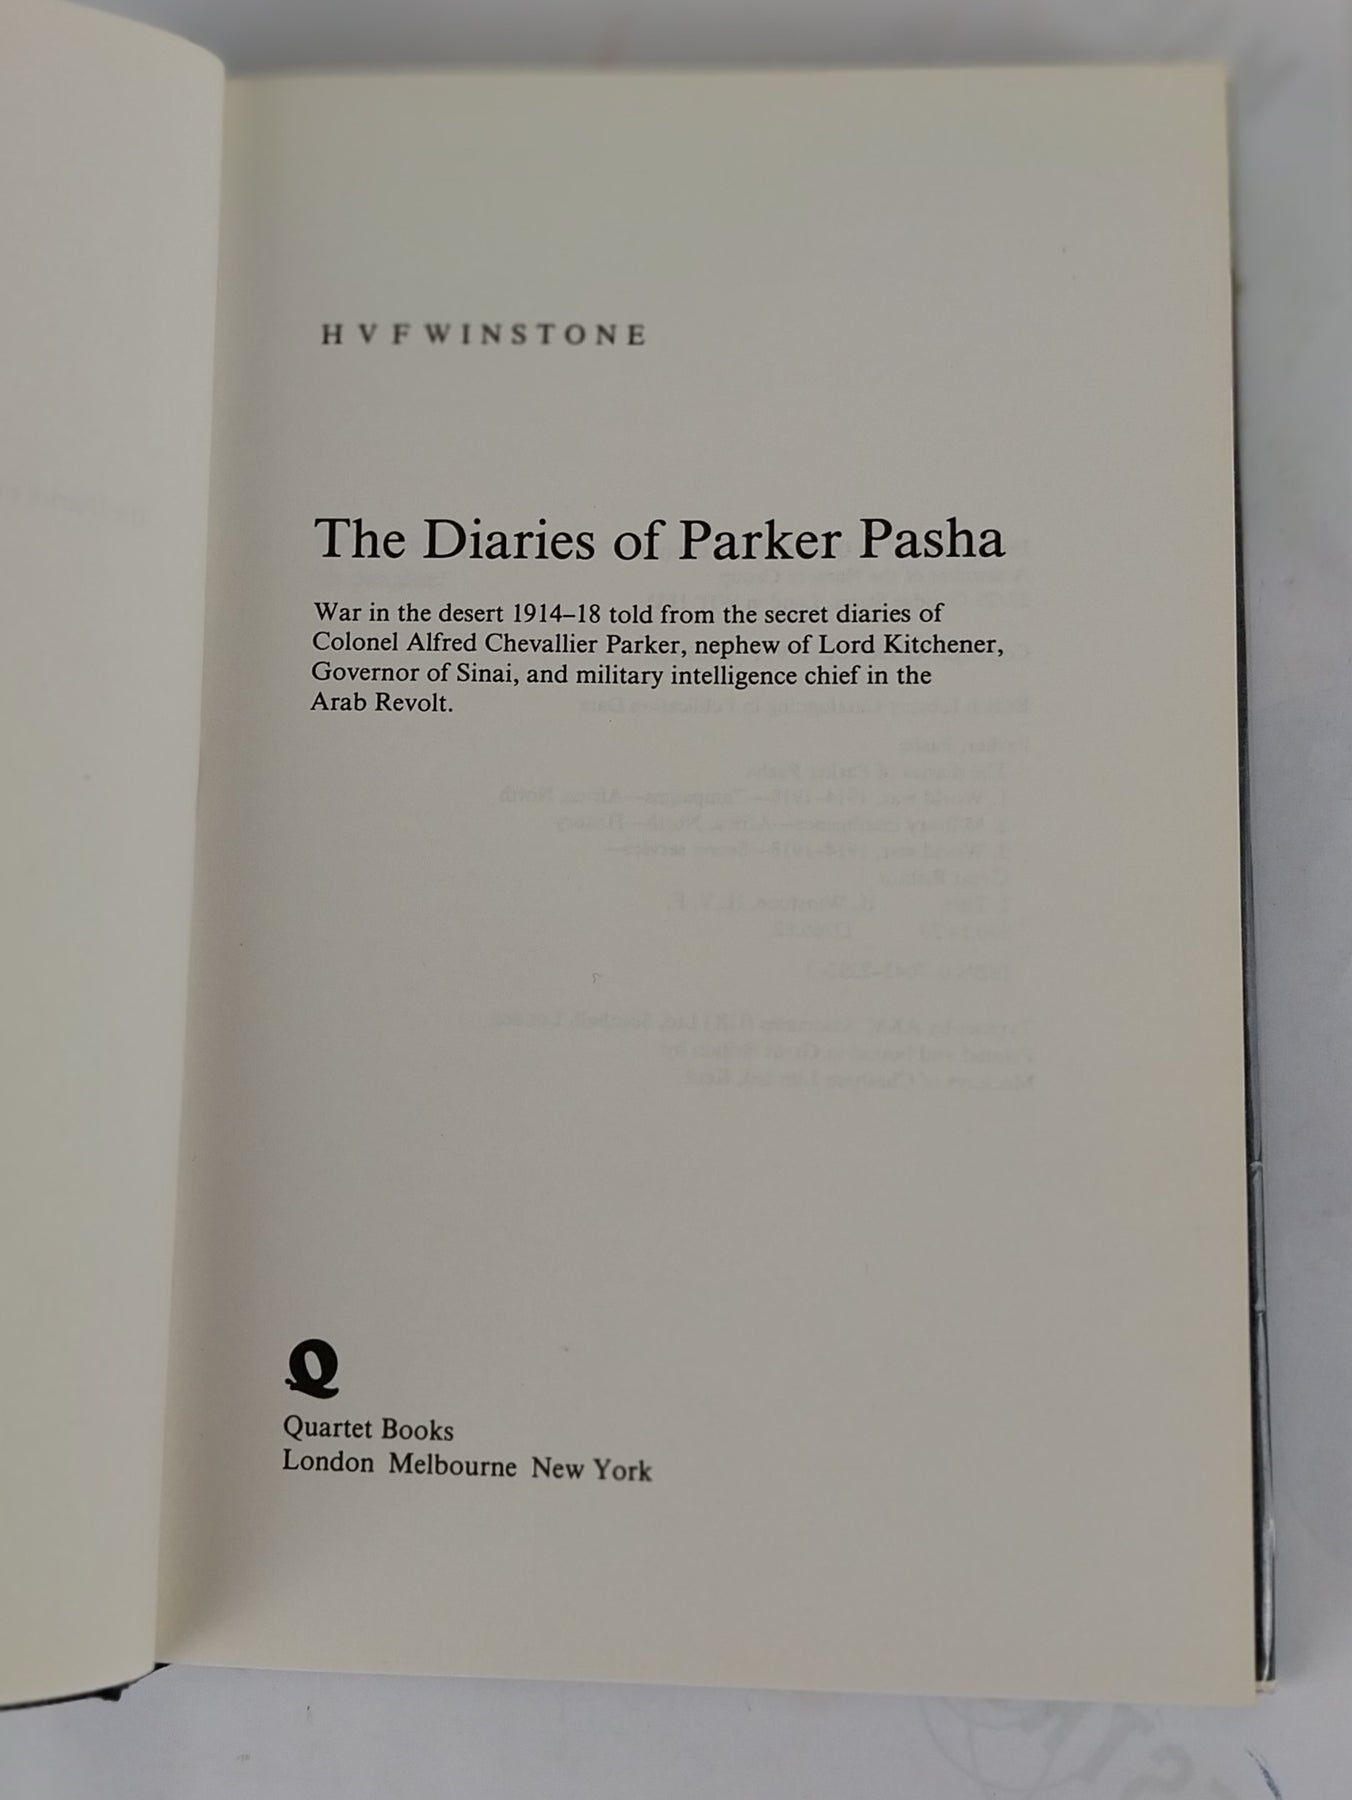 H V F WINSTONE
The Diaries of Parker Pasha
War in the desert 1914–18 told from the secret diaries of
Colonel Alfred Chevallier Parker, nephew of Lord Kitchener,
Governor of Sinai, and military intelligence chief in the
Arab Revolt.
Q
Quartet Books
London Melbourne New York